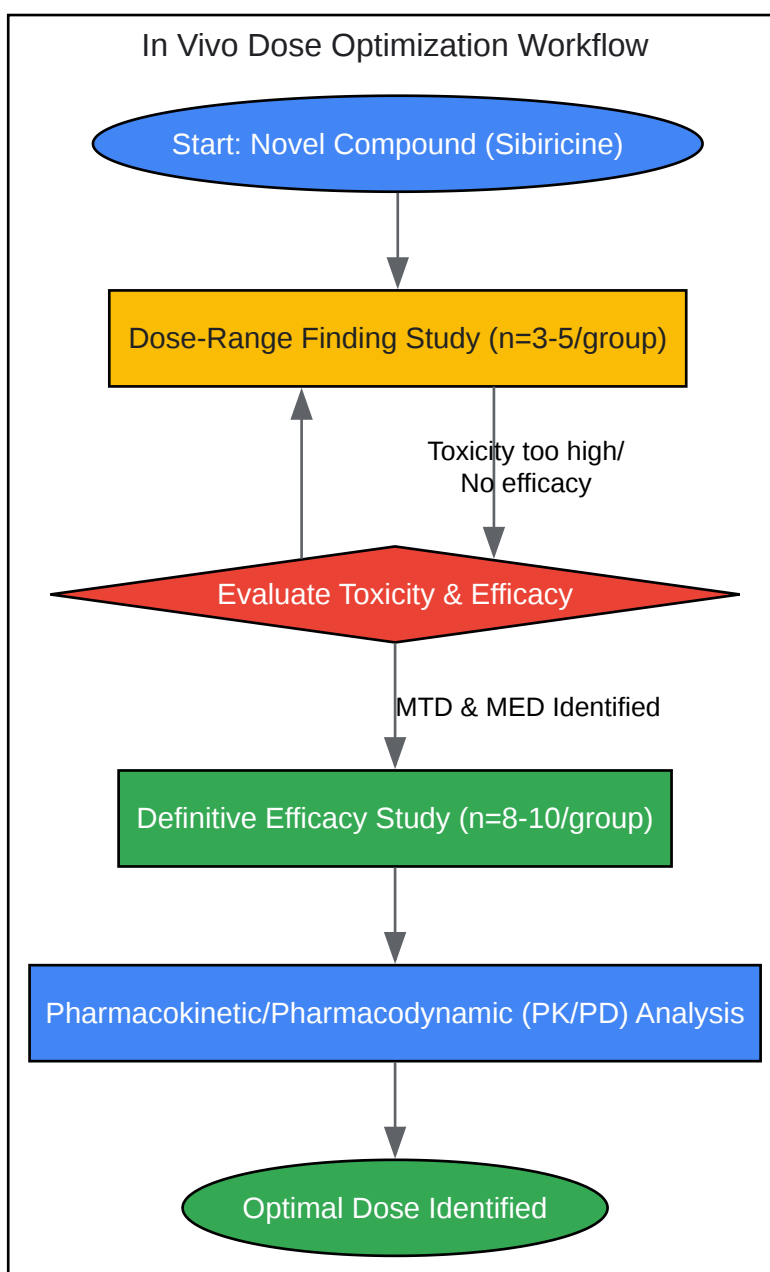 In Vivo Dose Optimization Workflow
Start: Novel Compound (Sibiricine)
Dose-Range Finding Study (n=3-5/group)
Toxicity too high/
No efficacy
Evaluate Toxicity & Efficacy
MTD & MED Identified
Definitive Efficacy Study (n=8-10/group)
Pharmacokinetic/Pharmacodynamic (PK/PD) Analysis
Optimal Dose Identified